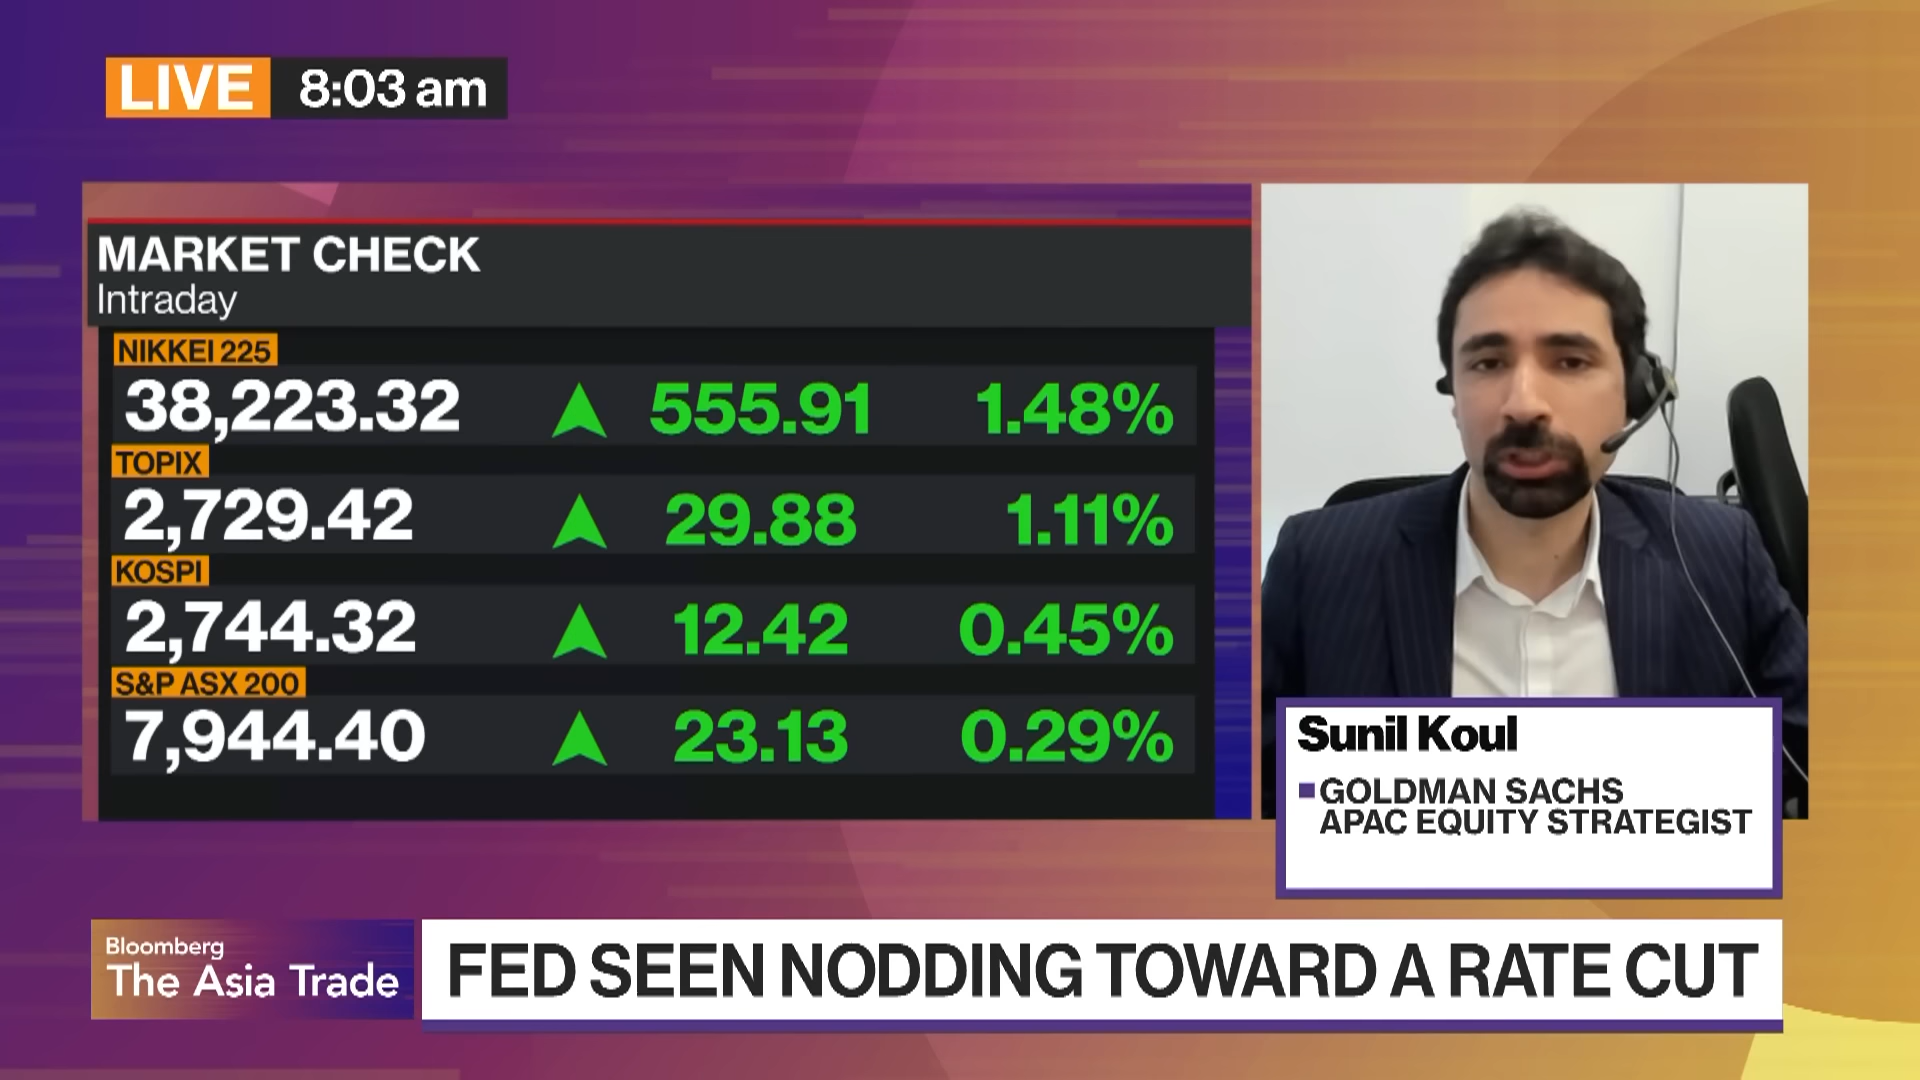 LIVE 8:03 am
MARKET CHECK
Intraday
NIKKEI 225
38,223.32 ▲ 555.91 1.48%
TOPIX
2,729.42 ▲ 29.88 1.11%
KOSPI
2,744.32 ▲ 12.42 0.45%
S&P ASX 200
7,944.40 ▲ 23.13 0.29%
Sunil Koul
GOLDMAN SACHS
APAC EQUITY STRATEGIST
Bloomberg
The Asia Trade
FED SEEN NODDING TOWARD A RATE CUT